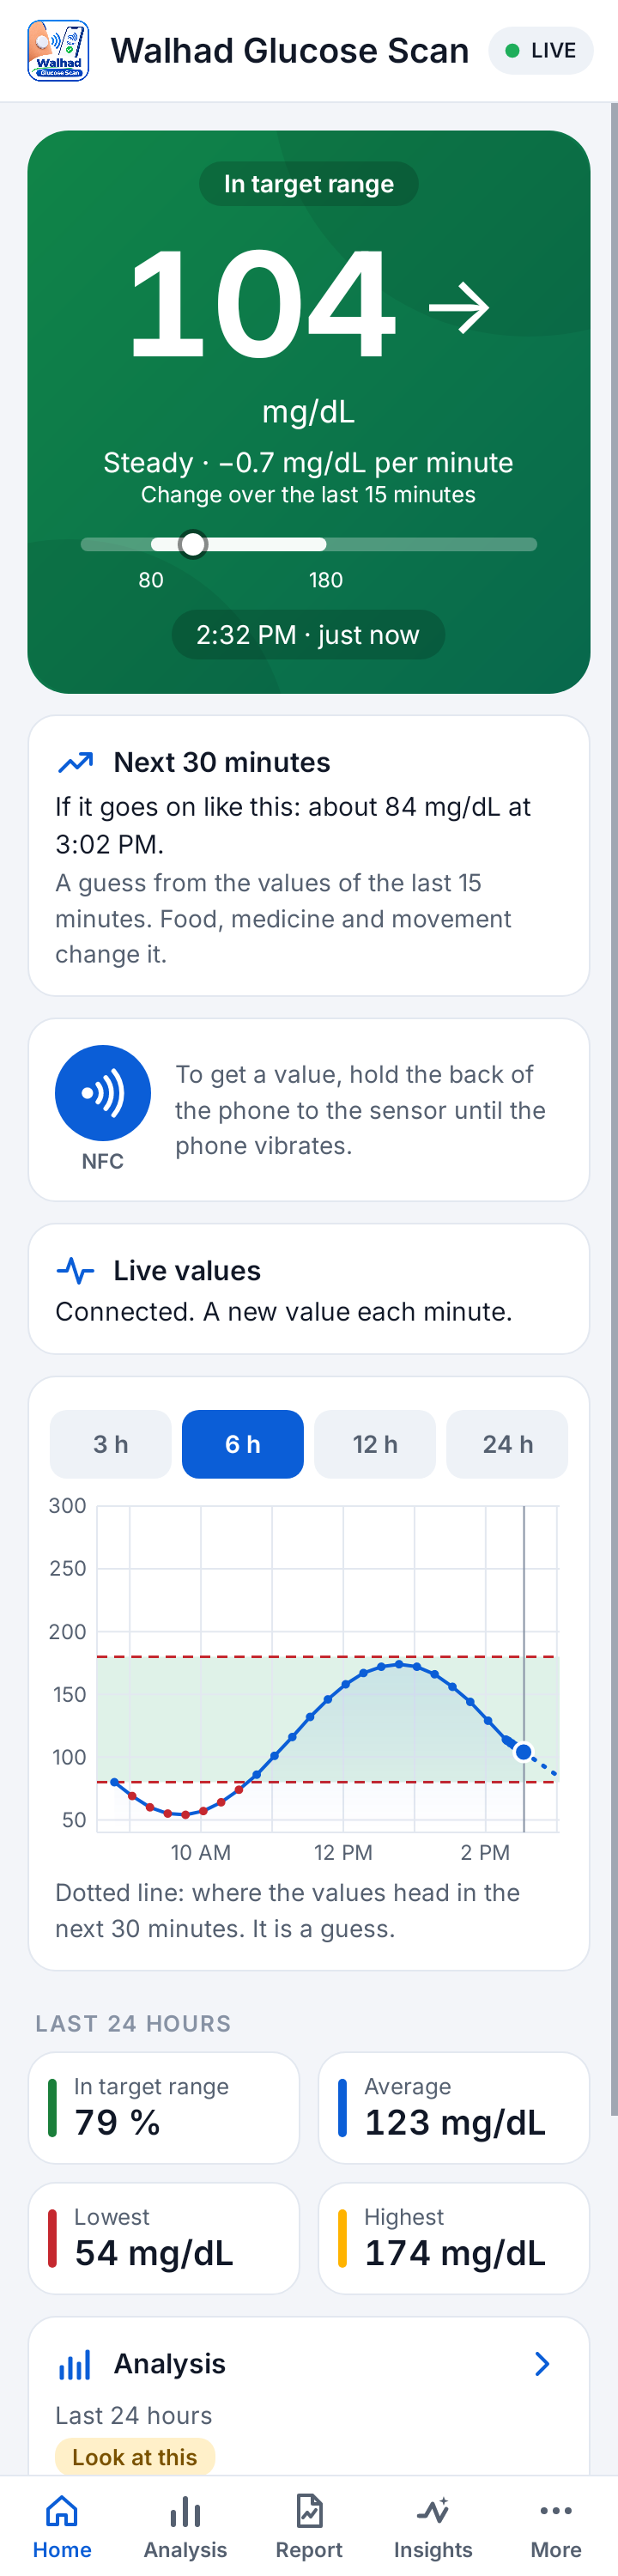 Walhad
Glucose Scan
Walhad Glucose Scan
LIVE
In target range
104 →
mg/dL
Steady · −0.7 mg/dL per minute
Change over the last 15 minutes
80 180
2:32 PM · just now
Next 30 minutes
If it goes on like this: about 84 mg/dL at
3:02 PM.
A guess from the values of the last 15
minutes. Food, medicine and movement
change it.
To get a value, hold the back of
the phone to the sensor until the
phone vibrates.
NFC
Live values
Connected. A new value each minute.
3 h 6 h 12 h 24 h
300
250
200
150
100
50
10 AM 12 PM 2 PM
Dotted line: where the values head in the
next 30 minutes. It is a guess.
LAST 24 HOURS
In target range
79 %
Average
123 mg/dL
Lowest
54 mg/dL
Highest
174 mg/dL
Analysis
Last 24 hours
Look at this
Home Analysis Report Insights More